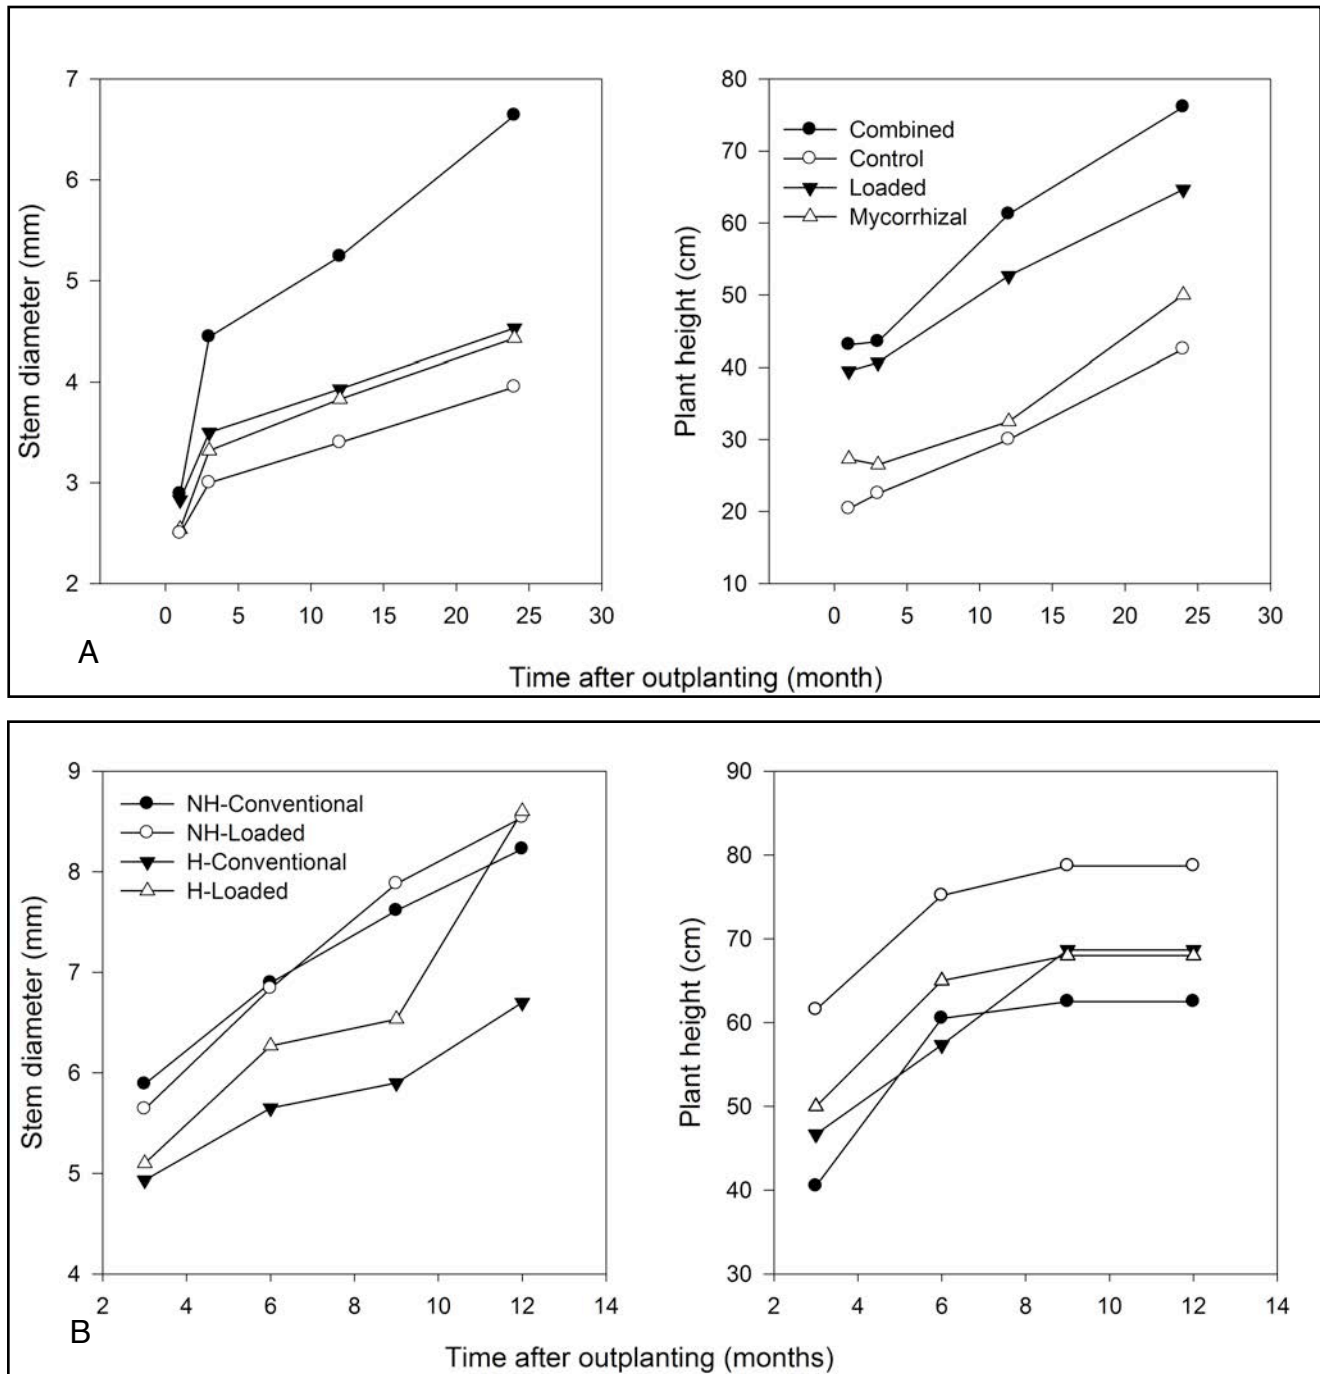 7
6
5
4
3
2
0 5 10 15 20 25 30
Stem diameter (mm)
80
70
60
50
40
30
20
10
0 5 10 15 20 25 30
Plant height (cm)
Combined
Control
Loaded
Mycorrhizal
A
Time after outplanting (month)
9
8
7
6
5
4
2 4 6 8 10 12 14
Stem diameter (mm)
NH-Conventional
NH-Loaded
H-Conventional
H-Loaded
90
80
70
60
50
40
30
2 4 6 8 10 12 14
Plant height (cm)
B
Time after outplanting (months)